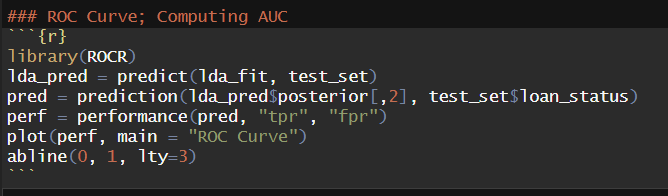 ### ROC Curve; Computing AUC
```{r}
library(ROCR)
lda_pred = predict(lda_fit, test_set)
pred = prediction(lda_pred$posterior[,2], test_set$loan_status)
perf = performance(pred, "tpr", "fpr")
plot(perf, main = "ROC Curve")
abline(0, 1, lty=3)
```